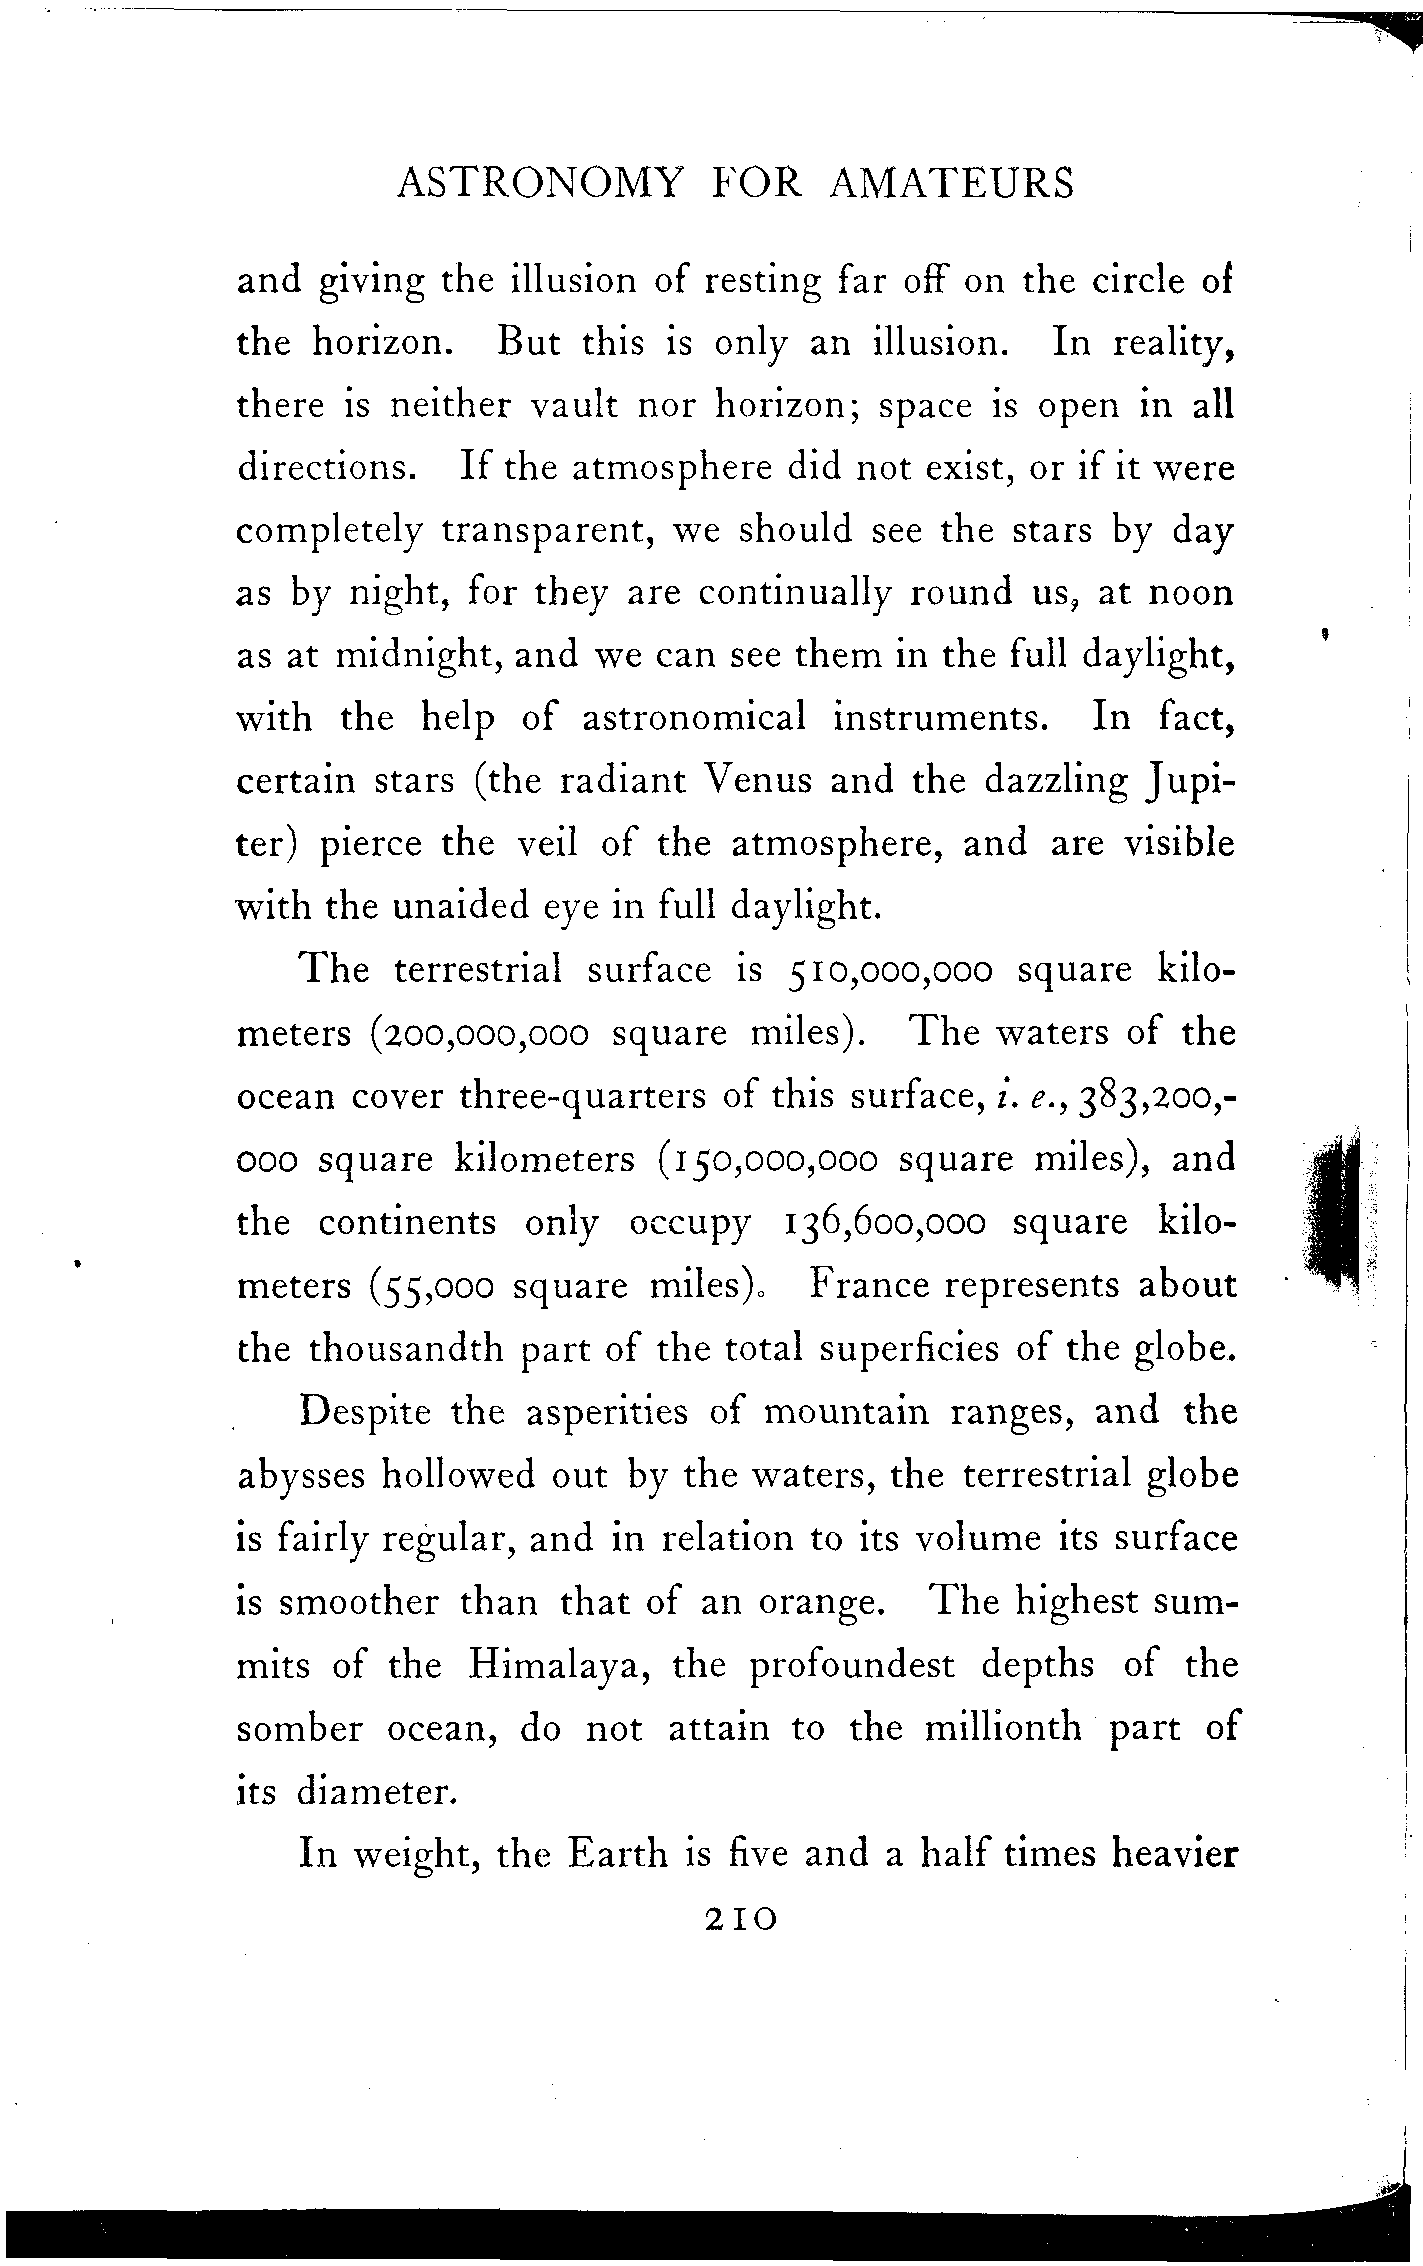 ASTRONOMY FOR AMATEURS
and giving the illusion of resting far off on the circle of
the horizon. But this is only an illusion. In reality,
there is neither vault nor horizon; space is open in all
directions. If the atmosphere did not exist, or if it were
completely transparent, we should see the stars by day
as by night, for they are continually round us, at noon
as at midnight, and we can see them in the full daylight,
with the help of astronomical instruments. In fact,
certain stars (the radiant Venus and the dazzling Jupi-
ter) pierce the veil of the atmosphere, and are visible
with the unaided eye in full daylight.
The terrestrial surface is 510,000,000 square kilo-
meters (200,000,000 square miles). The waters of the
ocean cover three-quarters of this surface, i. e., 383,200,-
000 square kilometers (150,000,000 square miles), and
the continents only occupy 136,600,000 square kilo-
meters (55,000 square miles). France represents about
the thousandth part of the total superficies of the globe.
Despite the asperities of mountain ranges, and the
abysses hollowed out by the waters, the terrestrial globe
is fairly regular, and in relation to its volume its surface
is smoother than that of an orange. The highest sum-
mits of the Himalaya, the profoundest depths of the
somber ocean, do not attain to the millionth part of
its diameter.
In weight, the Earth is five and a half times heavier
210